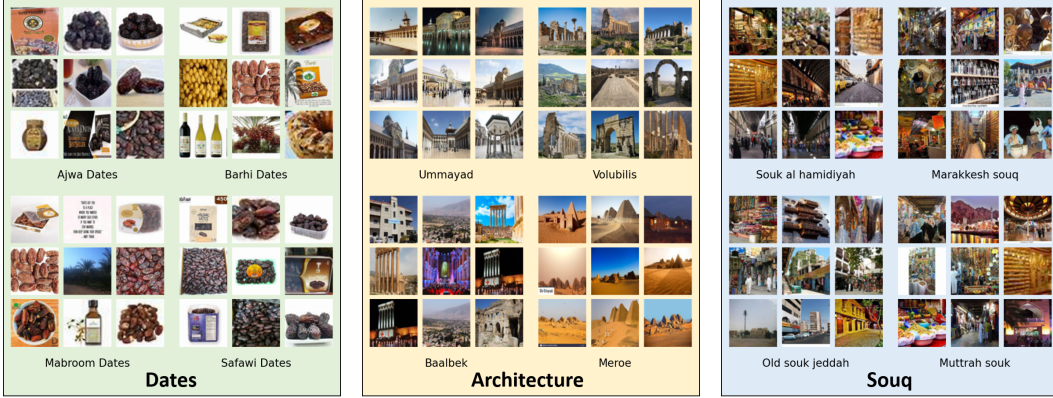 Ajwa Dates
Barhi Dates
Mabroom Dates
Safawi Dates
Dates
Ummayad
Volubilis
Baalbek
Meroe
Architecture
Souk al hamidiyah
Marakkesh souq
Old souk jeddah
Muttrah souk
Souq